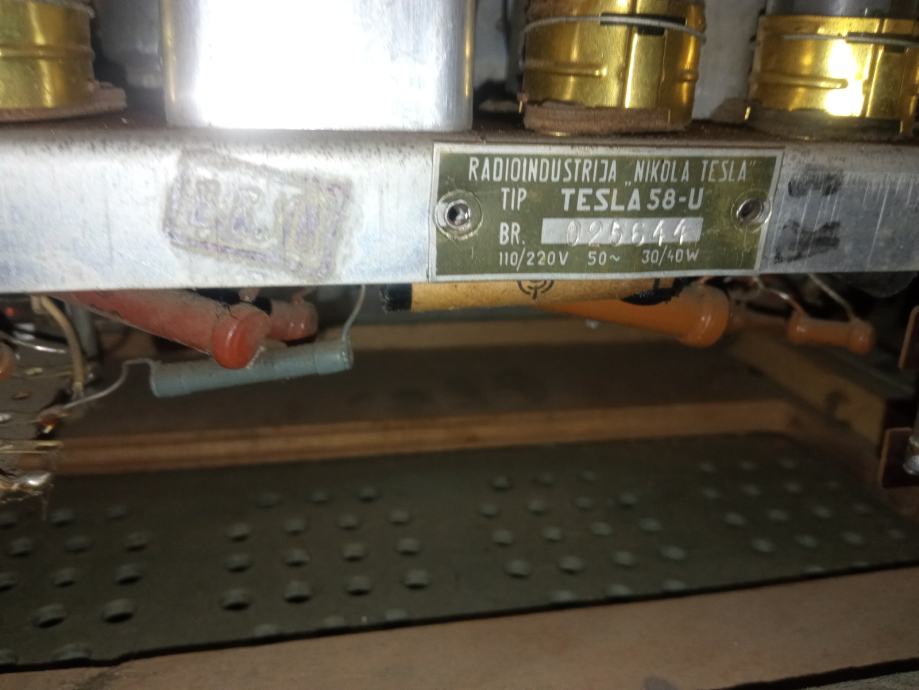 RADIOINDUSTRIJA „NIKOLA TESLA"
TIP TESLA 58-U
BR. 025644
110/220V 50~ 30/40W